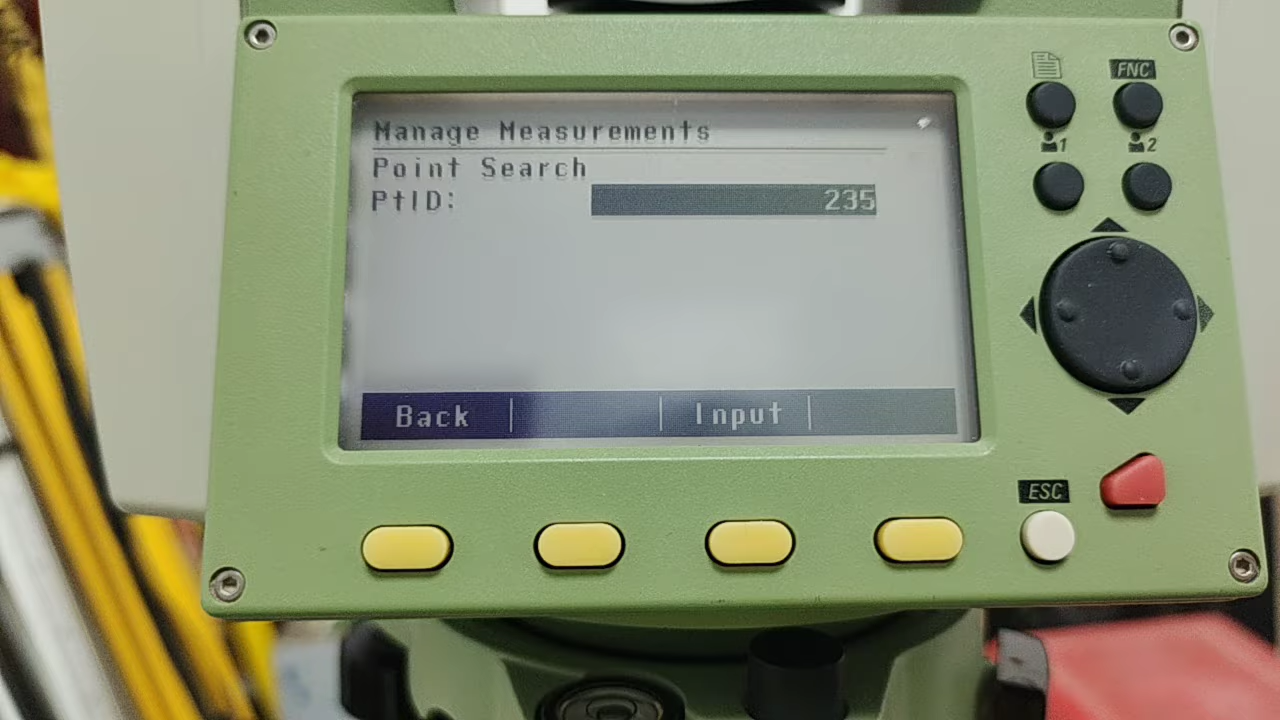 Manage Measurements
Point Search
PtID: 235
Back | Input |
FNC
1 2
ESC